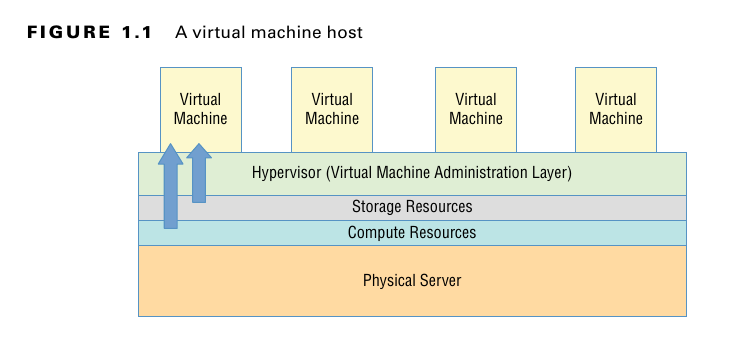 FIGURE 1.1 A virtual machine host
Virtual
Machine
Virtual
Machine
Virtual
Machine
Virtual
Machine
Hypervisor (Virtual Machine Administration Layer)
Storage Resources
Compute Resources
Physical Server